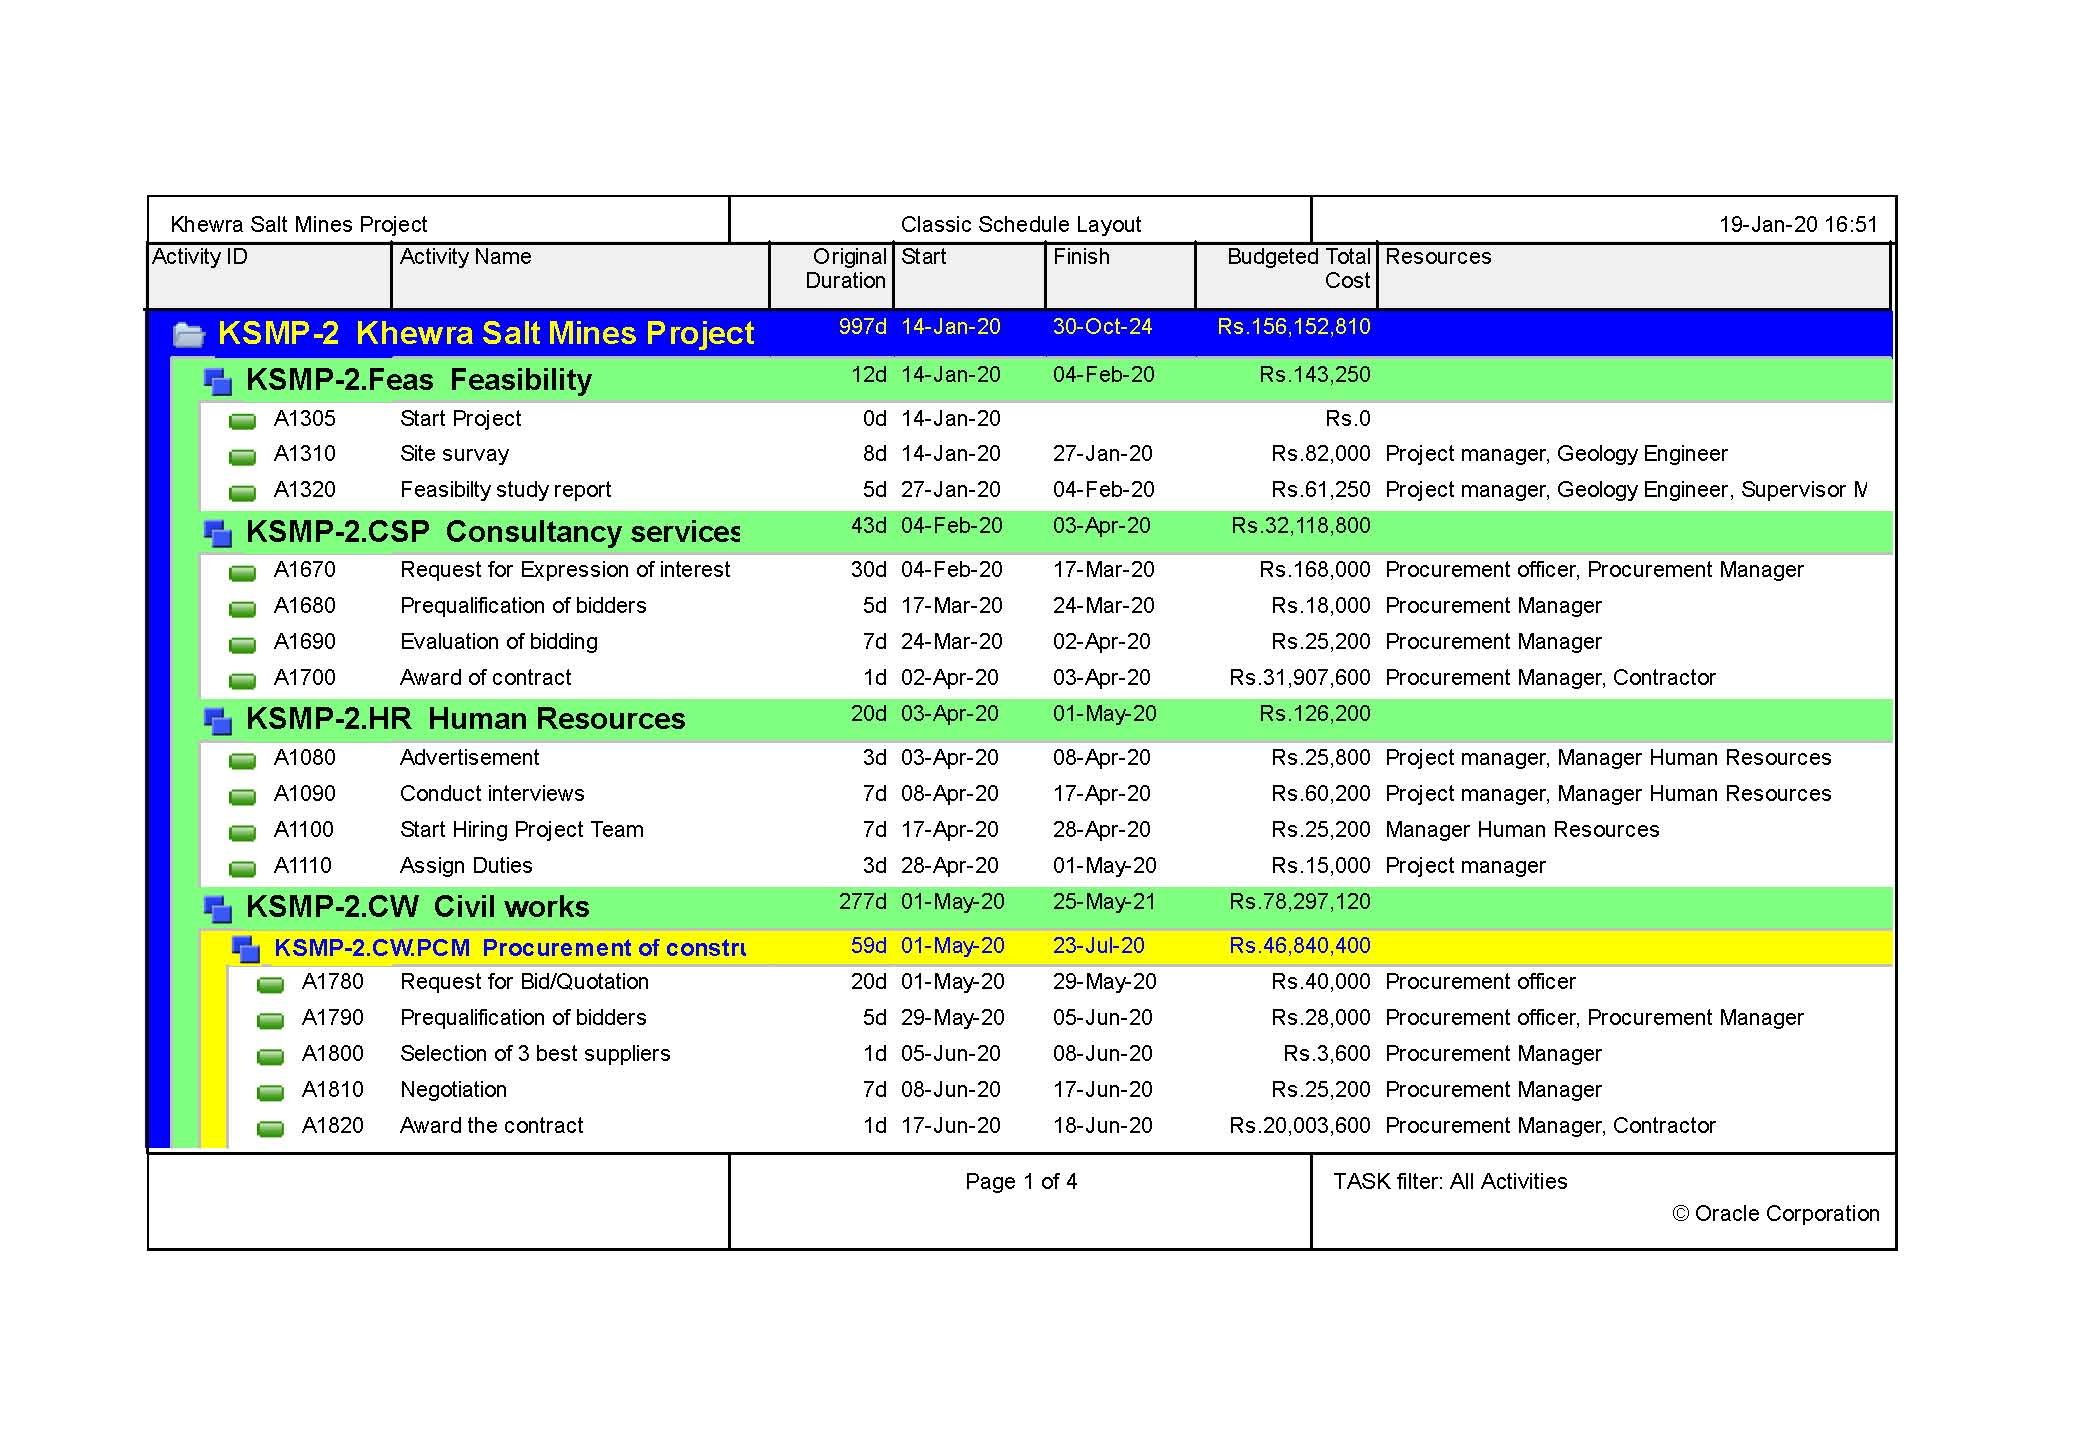 Khewra Salt Mines Project Classic Schedule Layout 19-Jan-20 16:51
Activity ID Activity Name Original Duration Start Finish Budgeted Total Cost Resources
KSMP-2 Khewra Salt Mines Project 997d 14-Jan-20 30-Oct-24 Rs.156,152,810
KSMP-2.Feas Feasibility 12d 14-Jan-20 04-Feb-20 Rs.143,250
A1305 Start Project 0d 14-Jan-20 Rs.0
A1310 Site survay 8d 14-Jan-20 27-Jan-20 Rs.82,000 Project manager, Geology Engineer
A1320 Feasibilty study report 5d 27-Jan-20 04-Feb-20 Rs.61,250 Project manager, Geology Engineer, Supervisor M
KSMP-2.CSP Consultancy services 43d 04-Feb-20 03-Apr-20 Rs.32,118,800
A1670 Request for Expression of interest 30d 04-Feb-20 17-Mar-20 Rs.168,000 Procurement officer, Procurement Manager
A1680 Prequalification of bidders 5d 17-Mar-20 24-Mar-20 Rs.18,000 Procurement Manager
A1690 Evaluation of bidding 7d 24-Mar-20 02-Apr-20 Rs.25,200 Procurement Manager
A1700 Award of contract 1d 02-Apr-20 03-Apr-20 Rs.31,907,600 Procurement Manager, Contractor
KSMP-2.HR Human Resources 20d 03-Apr-20 01-May-20 Rs.126,200
A1080 Advertisement 3d 03-Apr-20 08-Apr-20 Rs.25,800 Project manager, Manager Human Resources
A1090 Conduct interviews 7d 08-Apr-20 17-Apr-20 Rs.60,200 Project manager, Manager Human Resources
A1100 Start Hiring Project Team 7d 17-Apr-20 28-Apr-20 Rs.25,200 Manager Human Resources
A1110 Assign Duties 3d 28-Apr-20 01-May-20 Rs.15,000 Project manager
KSMP-2.CW Civil works 277d 01-May-20 25-May-21 Rs.78,297,120
KSMP-2.CW.PCM Procurement of constru 59d 01-May-20 23-Jul-20 Rs.46,840,400
A1780 Request for Bid/Quotation 20d 01-May-20 29-May-20 Rs.40,000 Procurement officer
A1790 Prequalification of bidders 5d 29-May-20 05-Jun-20 Rs.28,000 Procurement officer, Procurement Manager
A1800 Selection of 3 best suppliers 1d 05-Jun-20 08-Jun-20 Rs.3,600 Procurement Manager
A1810 Negotiation 7d 08-Jun-20 17-Jun-20 Rs.25,200 Procurement Manager
A1820 Award the contract 1d 17-Jun-20 18-Jun-20 Rs.20,003,600 Procurement Manager, Contractor
Page 1 of 4 TASK filter: All Activities
© Oracle Corporation